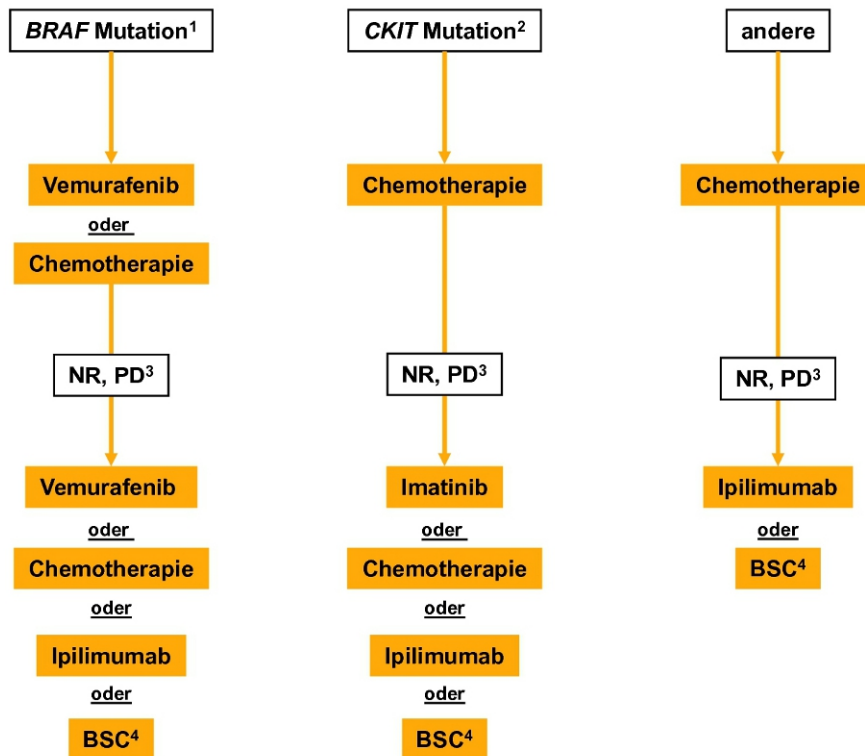 BRAF Mutation¹
Vemurafenib
oder
Chemotherapie
NR, PD³
Vemurafenib
oder
Chemotherapie
oder
Ipilimumab
oder
BSC⁴
CKIT Mutation²
Chemotherapie
NR, PD³
Imatinib
oder
Chemotherapie
oder
Ipilimumab
oder
BSC⁴
andere
Chemotherapie
NR, PD³
Ipilimumab
oder
BSC⁴